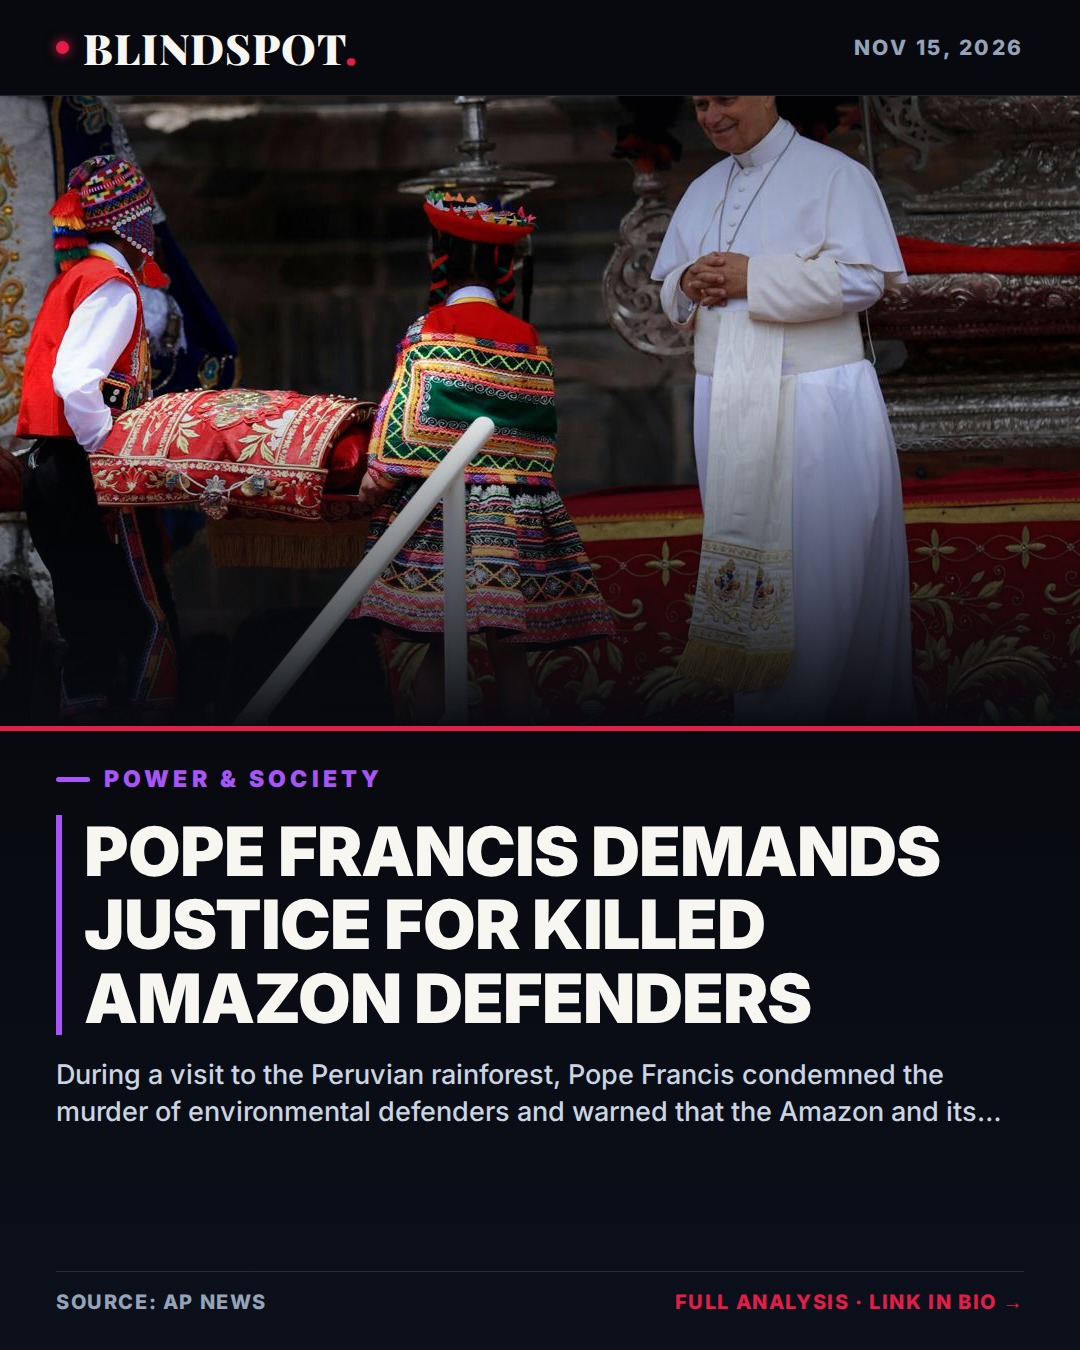 BLINDSPOT.
NOV 15, 2026
POWER & SOCIETY
POPE FRANCIS DEMANDS
JUSTICE FOR KILLED
AMAZON DEFENDERS
During a visit to the Peruvian rainforest, Pope Francis condemned the
murder of environmental defenders and warned that the Amazon and its...
SOURCE: AP NEWS
FULL ANALYSIS · LINK IN BIO →